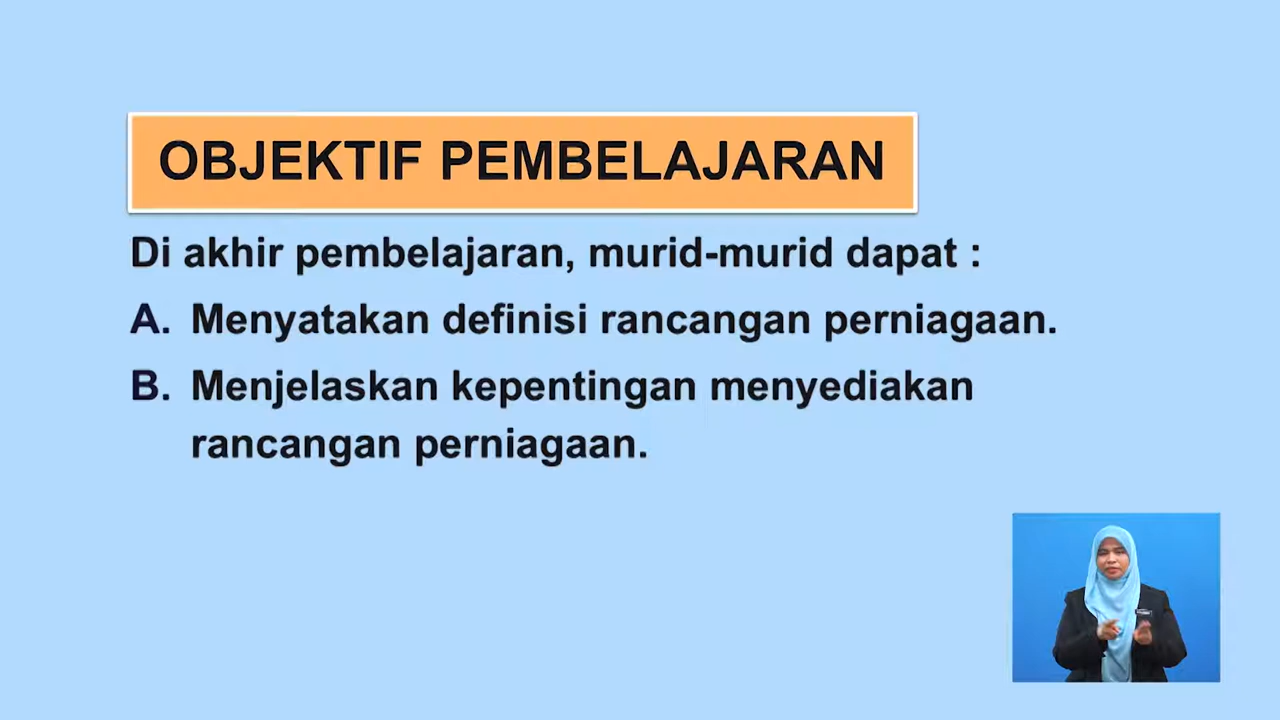 OBJEKTIF PEMBELAJARAN
Di akhir pembelajaran, murid-murid dapat :
A. Menyatakan definisi rancangan perniagaan.
B. Menjelaskan kepentingan menyediakan
rancangan perniagaan.